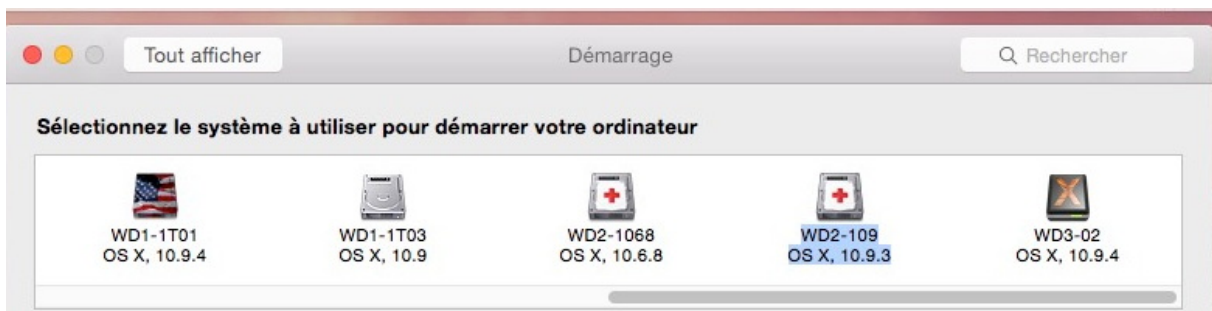 Tout afficher
Démarrage
Rechercher
Sélectionnez le système à utiliser pour démarrer votre ordinateur
WD1-1T01
OS X, 10.9.4
WD1-1T03
OS X, 10.9
WD2-1068
OS X, 10.6.8
WD2-109
OS X, 10.9.3
WD3-02
OS X, 10.9.4